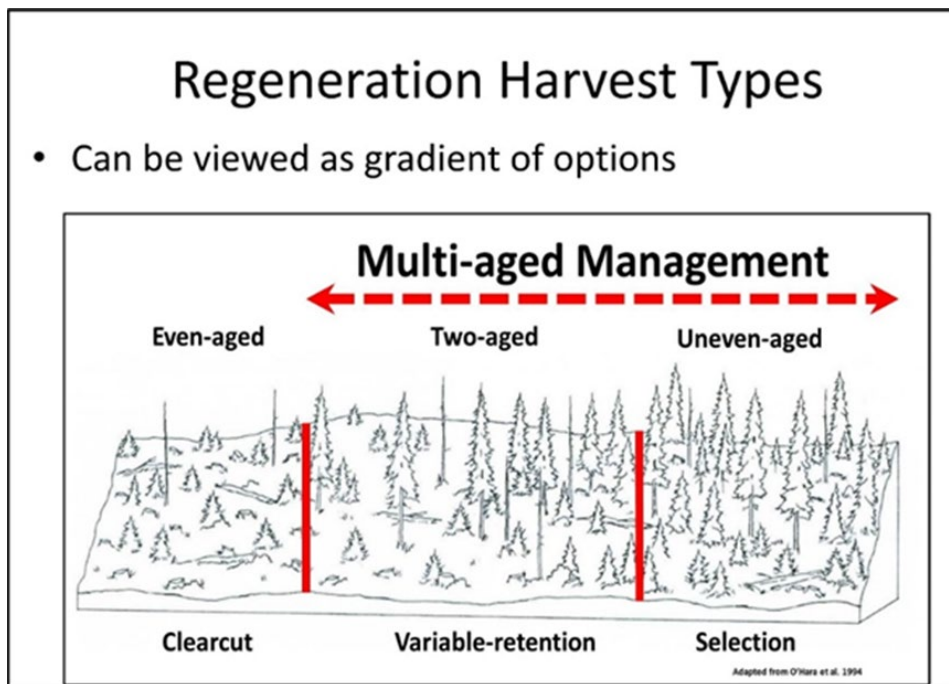 Regeneration Harvest Types
• Can be viewed as gradient of options
Multi-aged Management
Even-aged Two-aged Uneven-aged
Clearcut Variable-retention Selection
Adapted from O'Hara et al. 1994